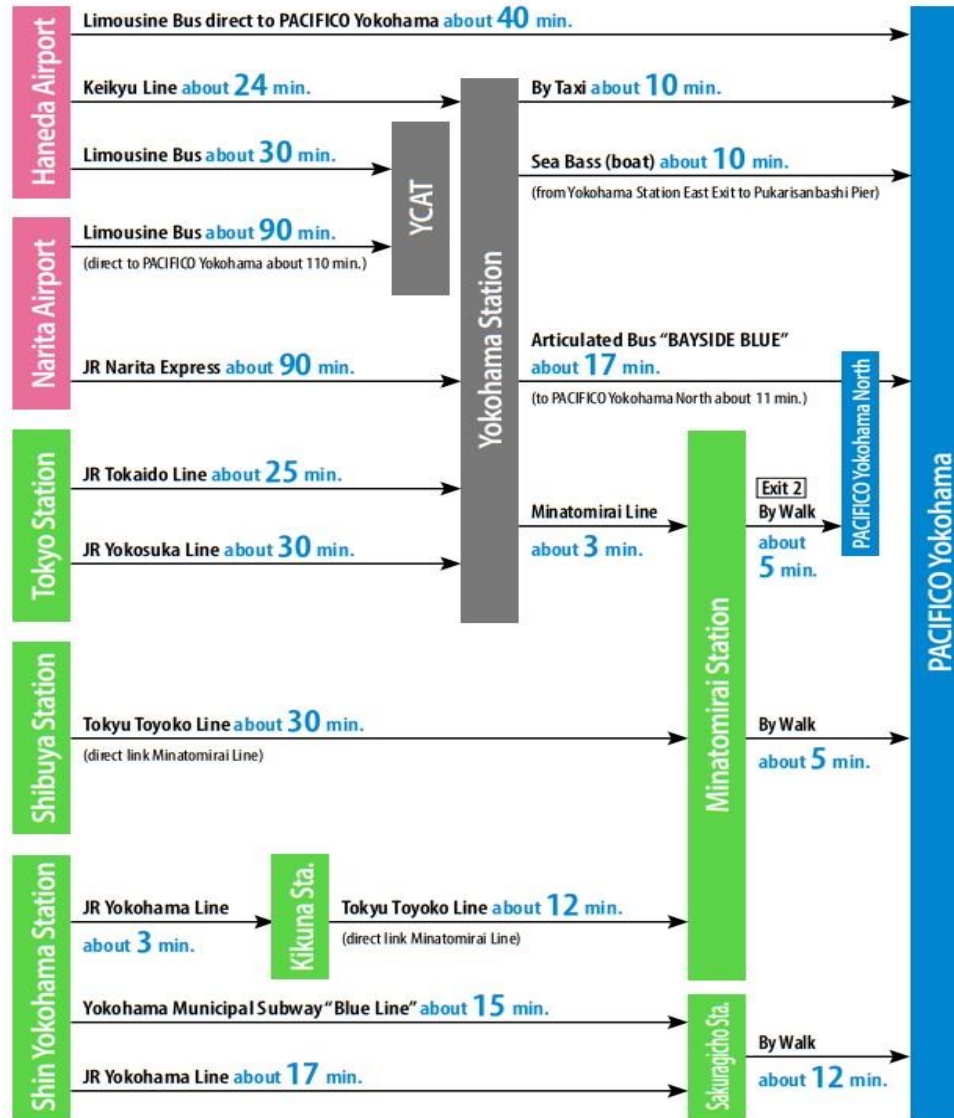 Haneda Airport
Limousine Bus direct to PACIFICO Yokohama about 40 min.
Keikyu Line about 24 min.
Limousine Bus about 30 min.
Narita Airport
Limousine Bus about 90 min.
(direct to PACIFICO Yokohama about 110 min.)
JR Narita Express about 90 min.
YCAT
Yokohama Station
By Taxi about 10 min.
Sea Bass (boat) about 10 min.
(from Yokohama Station East Exit to Pukarisanbashi Pier)
Articulated Bus “BAYSIDE BLUE”
about 17 min.
(to PACIFICO Yokohama North about 11 min.)
PACIFICO Yokohama North
Tokyo Station
JR Tokaido Line about 25 min.
JR Yokosuka Line about 30 min.
Minatomirai Line
about 3 min.
Minatomirai Station
Exit 2
By Walk
about
5 min.
PACIFICO Yokohama
Shibuya Station
Tokyu Toyoko Line about 30 min.
(direct link Minatomirai Line)
By Walk
about 5 min.
Shin Yokohama Station
JR Yokohama Line
about 3 min.
Kikuna Sta.
Tokyu Toyoko Line about 12 min.
(direct link Minatomirai Line)
Yokohama Municipal Subway “Blue Line” about 15 min.
JR Yokohama Line about 17 min.
Sakuragicho Sta.
By Walk
about 12 min.